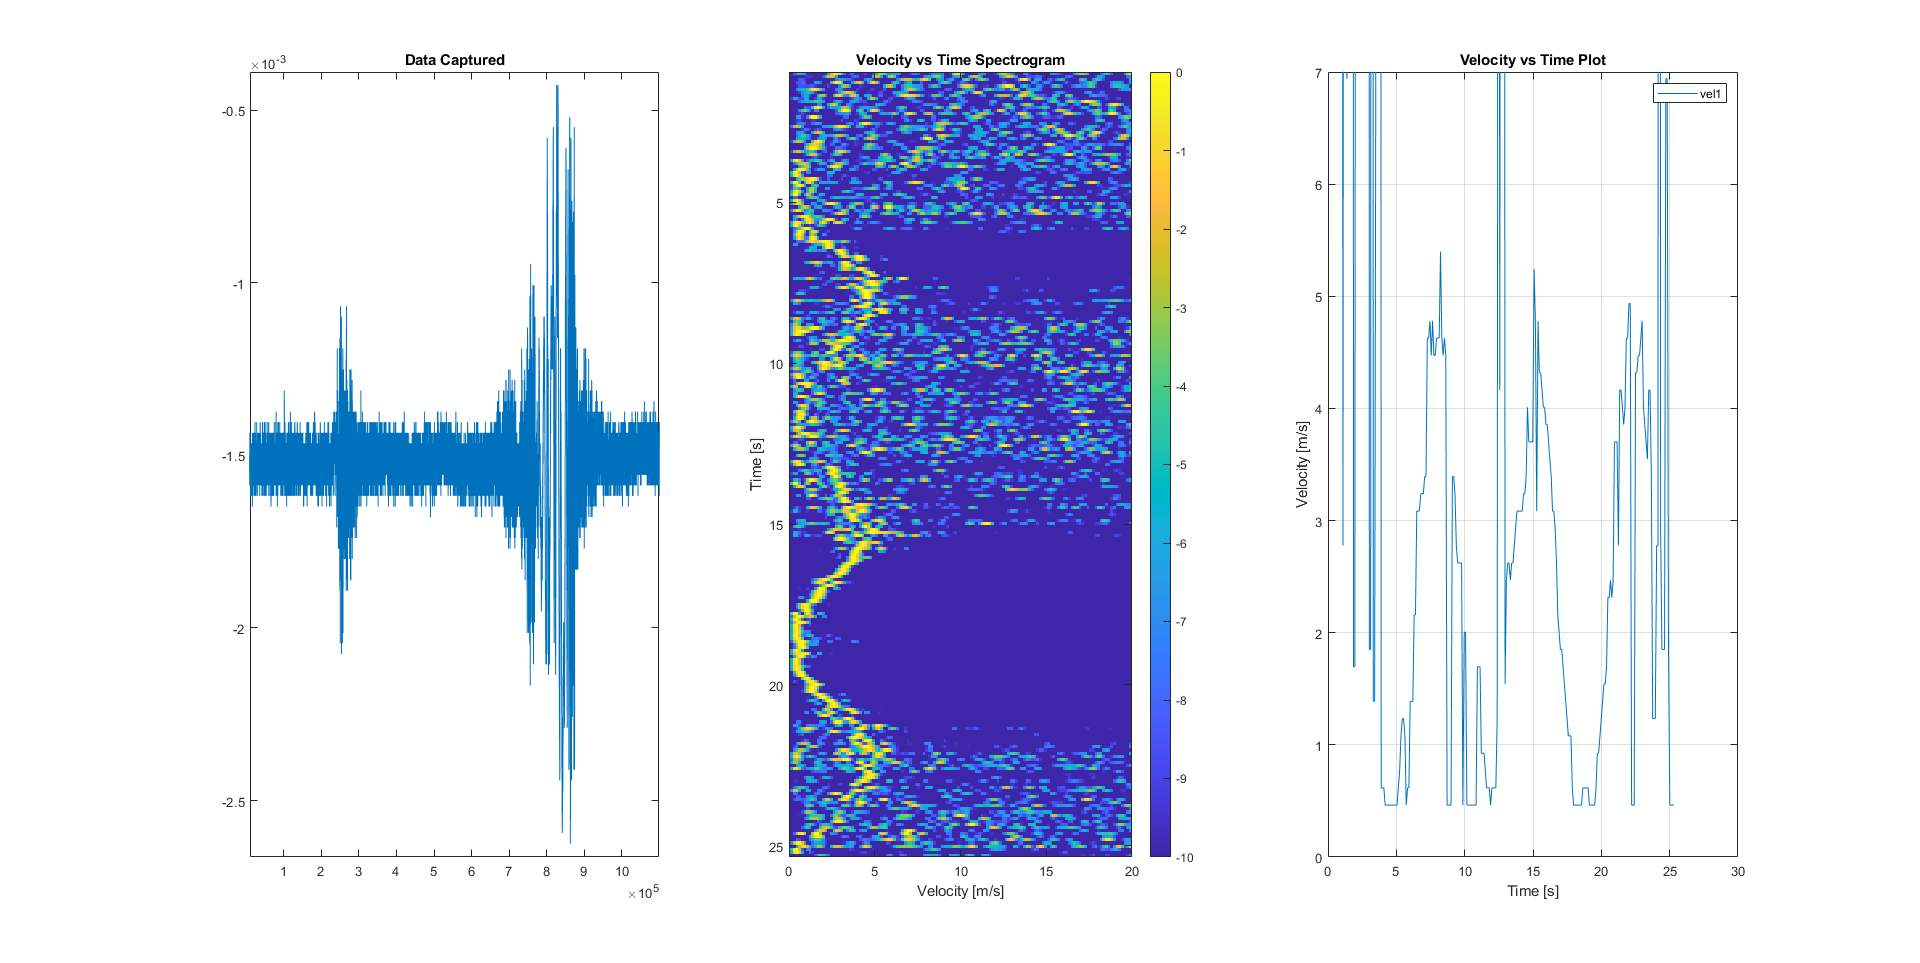 Data Captured
×10^-3
-0.5
-1
-1.5
-2
-2.5
1 2 3 4 5 6 7 8 9 10
×10^5
Velocity vs Time Spectrogram
Time [s]
5
10
15
20
25
0 5 10 15 20
Velocity [m/s]
0
-1
-2
-3
-4
-5
-6
-7
-8
-9
-10
Velocity vs Time Plot
vel1
Velocity [m/s]
7
6
5
4
3
2
1
0
0 5 10 15 20 25 30
Time [s]